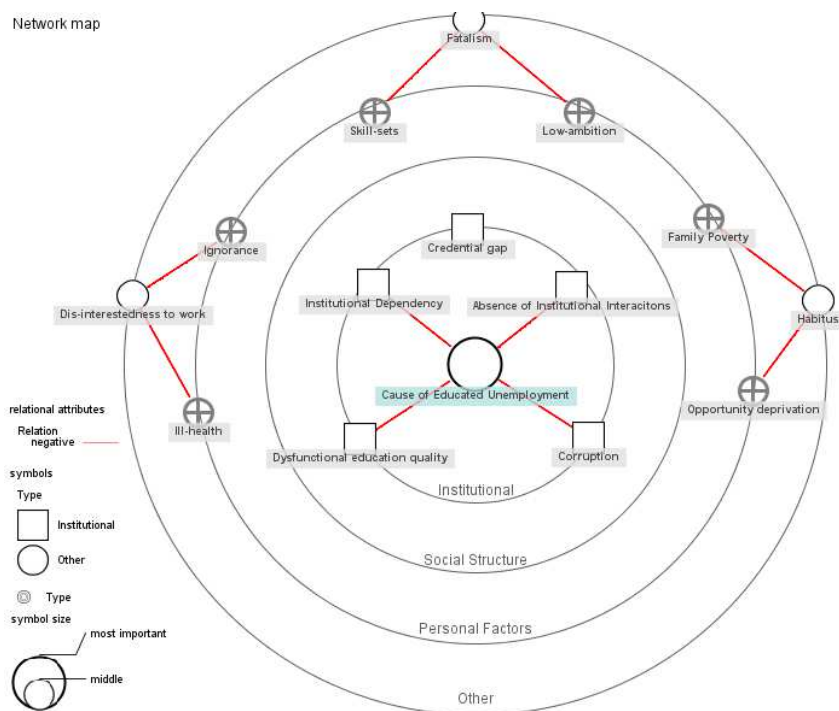 Network map
Fatalism
Skill-sets
Low-ambition
Ignorance
Credential gap
Family Poverty
Institutional Dependency
Absence of Institutional Interacitons
Dis-interestedness to work
Habitus
Cause of Educated Unemployment
Opportunity deprivation
Ill-health
Dysfunctional education quality
Corruption
Institutional
Social Structure
Personal Factors
Other
relational attributes
Relation
negative
symbols
Type
Institutional
Other
Type
symbol size
most important
middle